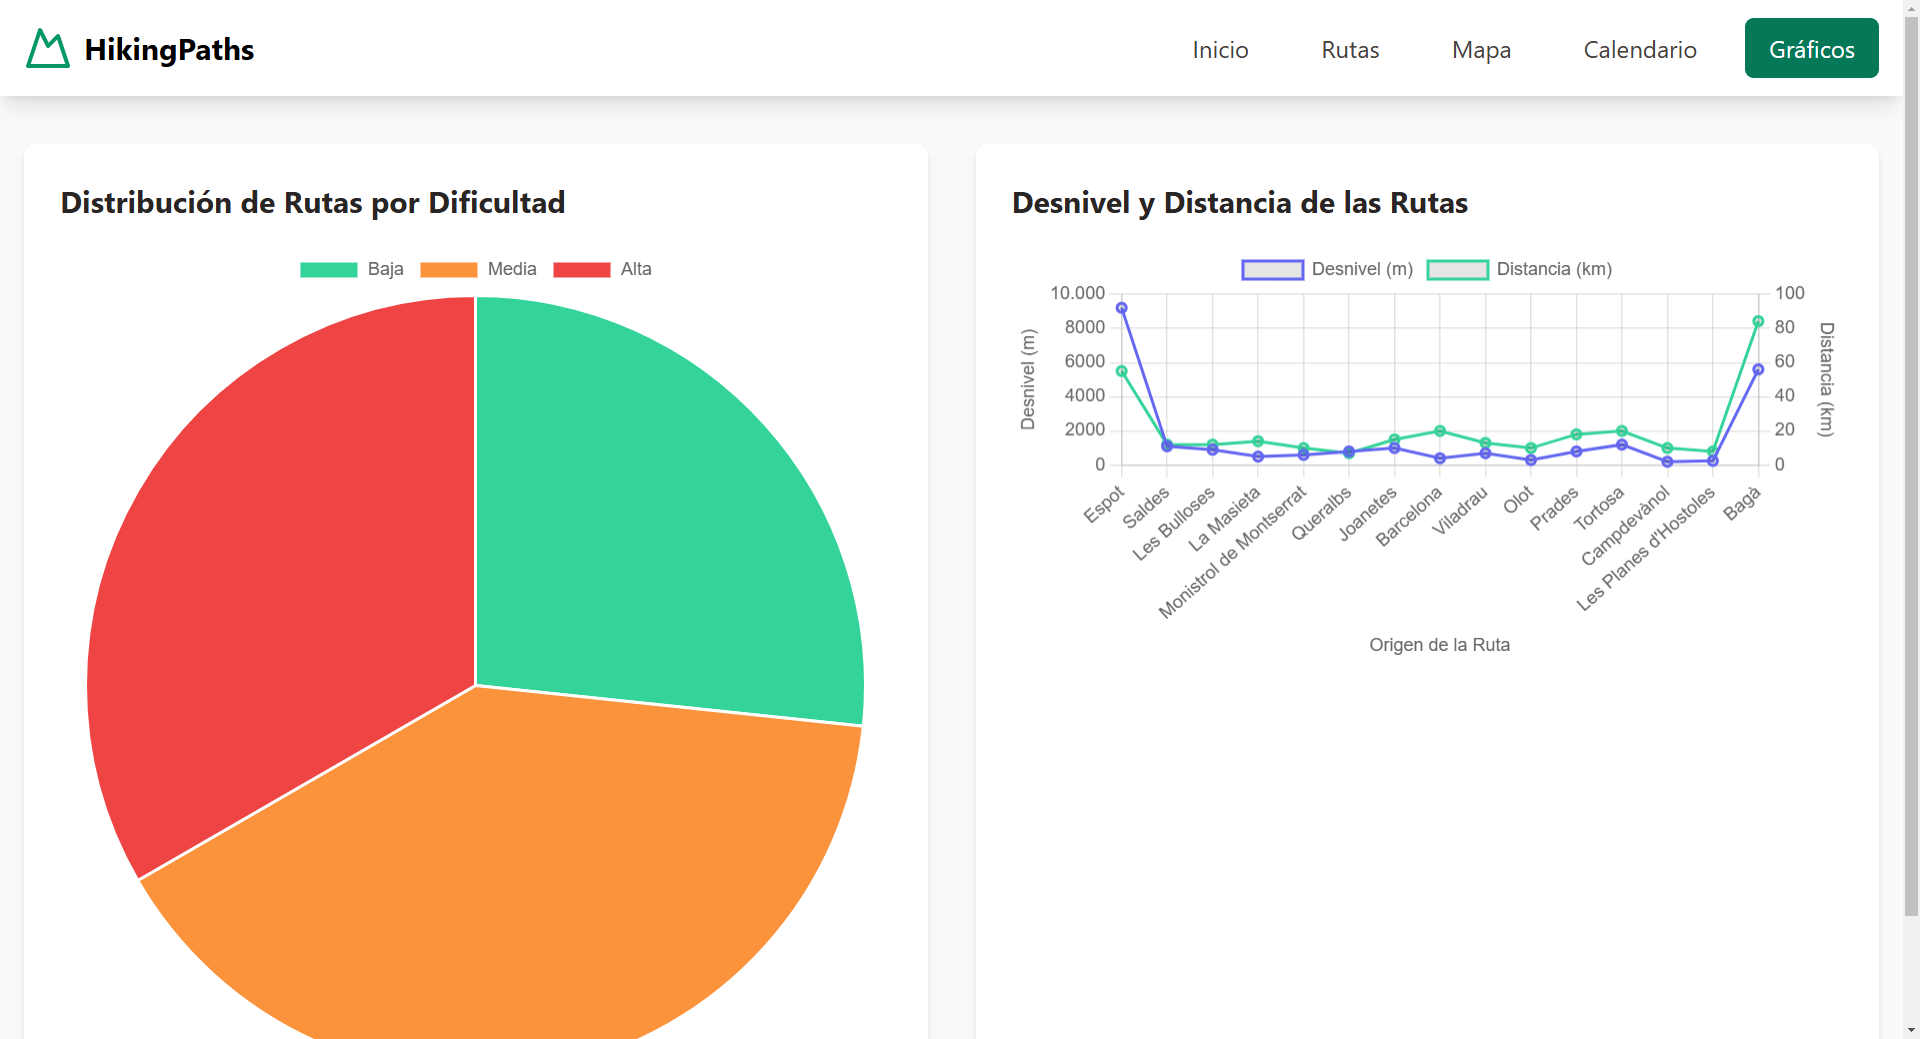 HikingPaths
Inicio
Rutas
Mapa
Calendario
Gráficos
Distribución de Rutas por Dificultad
Baja
Media
Alta
Desnivel y Distancia de las Rutas
Desnivel (m)
Distancia (km)
Desnivel (m)
10.000
8000
6000
4000
2000
0
100
80
60
40
20
0
Distancia (km)
Espot
Saldes
Les Bulloses
La Masieta
Monistrol de Montserrat
Queralbs
Joanetes
Barcelona
Viladrau
Olot
Prades
Tortosa
Campdevànol
Les Planes d'Hostoles
Bagà
Origen de la Ruta